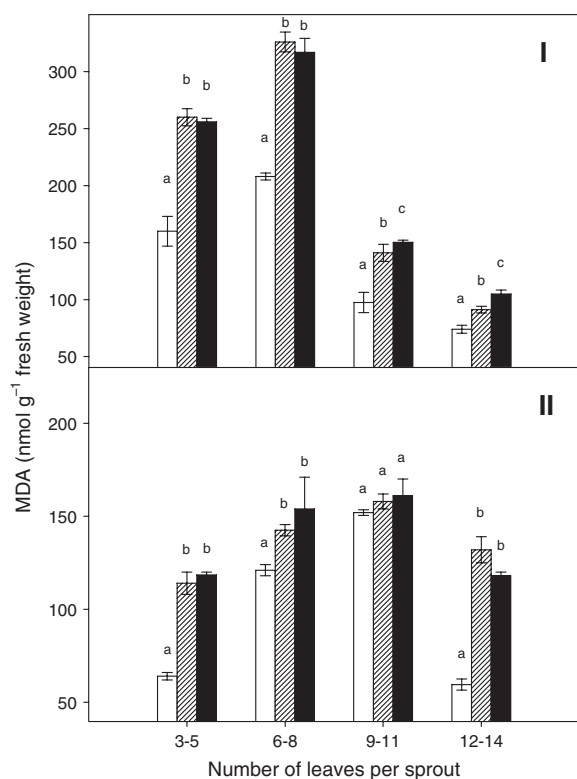 I
300
250
200
150
100
50
b
b
a
b
b
a
a
b
c
a
b
c
II
200
150
100
50
b b
a
a
b
b
a a a
a
b
b
3-5 6-8 9-11 12-14
Number of leaves per sprout
MDA (nmol g⁻¹ fresh weight)